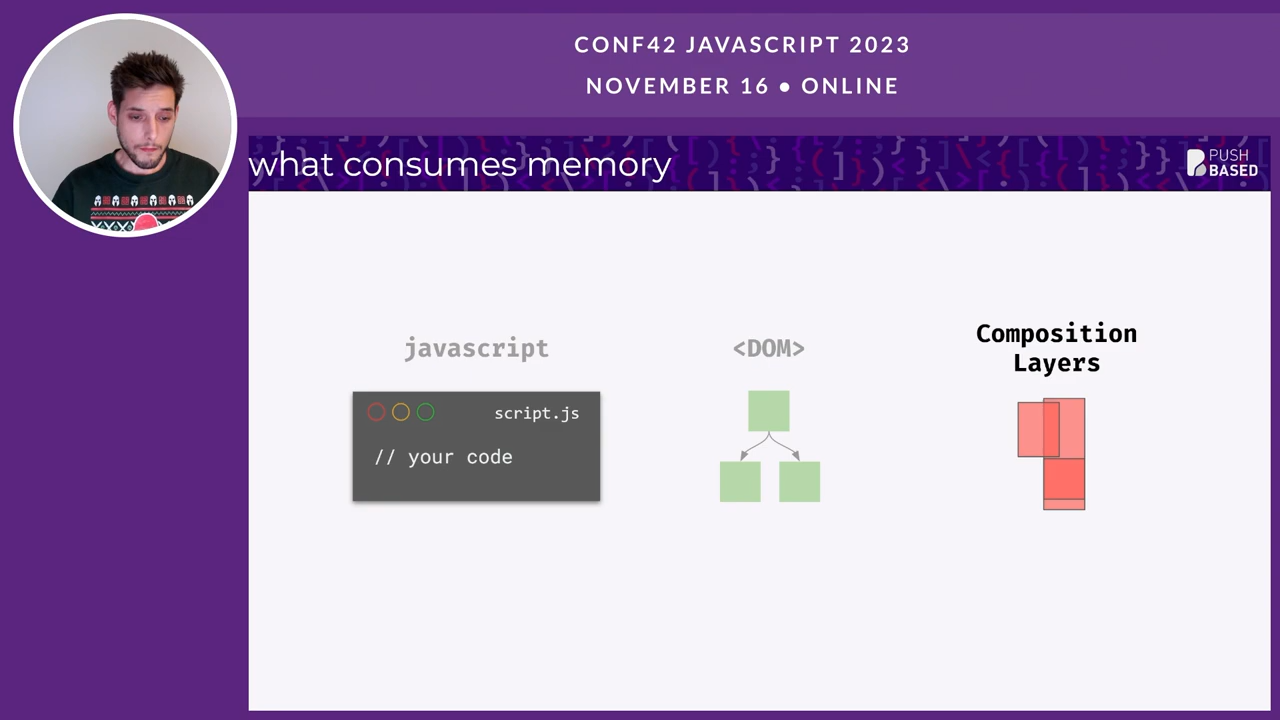 CONF42 JAVASCRIPT 2023
NOVEMBER 16 • ONLINE
what consumes memory
PUSH
BASED
javascript
<DOM>
Composition
Layers
script.js
// your code